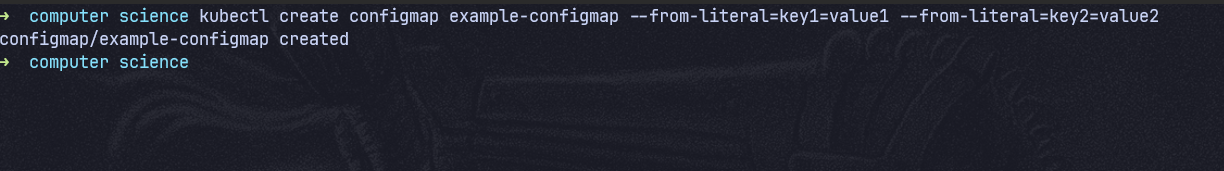 ➜  computer science kubectl create configmap example-configmap --from-literal=key1=value1 --from-literal=key2=value2
configmap/example-configmap created
➜  computer science